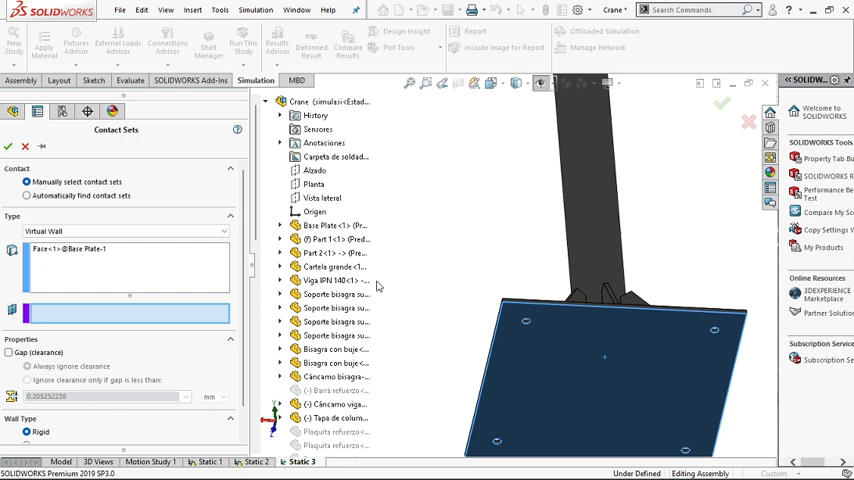 SOLIDWORKS File Edit View Insert Tools Simulation Window Help Crane * Search Commands
New Study Apply Material Fixtures Advisor External Loads Advisor Connections Advisor Shell Manager Run This Study Results Advisor Deformed Result Compare Results Design Insight Plot Tools Report Include Image for Report Offloaded Simulation Manage Network
Assembly Layout Sketch Evaluate SOLIDWORKS Add-Ins Simulation MBD
SOLIDW...
Contact Sets
Contact
Manually select contact sets
Automatically find contact sets
Type
Virtual Wall
Face<1>@Base Plate-1
Properties
Gap (clearance)
Always ignore clearance
Ignore clearance only if gap is less than:
0.205252238 mm
Wall Type
Rigid
Crane (simulasi<Estad...
History
Sensores
Anotaciones
Carpeta de soldad...
Alzado
Planta
Vista lateral
Origen
Base Plate<1> (Pr...
(f) Part 1<1> (Pred...
Part 2<1> -> (Pre...
Cartela grande<1...
Viga IPN 140<1> -...
Soporte bisagra su...
Soporte bisagra su...
Soporte bisagra su...
Soporte bisagra su...
Bisagra con buje<...
Bisagra con buje<...
Cáncamo bisagra-...
(-) Barra refuerzo<...
(-) Cáncamo viga...
(-) Tapa de colum...
Plaquita refuerzo<...
Welcome to SOLIDWORKS
SOLIDWORKS Tools
Property Tab Bu
SOLIDWORKS R
Performance Be Test
Compare My Sco
Copy Settings V
My Products
Online Resources
3DEXPERIENCE Marketplace
Partner Solution
Subscription Servic
Subscription Se
Model 3D Views Motion Study 1 Static 1 Static 2 Static 3
SOLIDWORKS Premium 2019 SP3.0 Under Defined Editing Assembly Custom